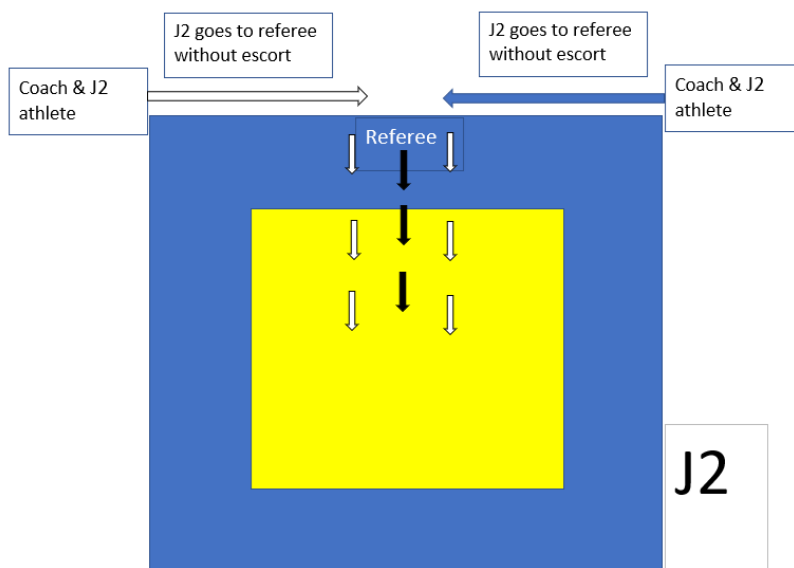 J2 goes to referee
without escort
J2 goes to referee
without escort
Coach & J2
athlete
Coach & J2
athlete
Referee
J2